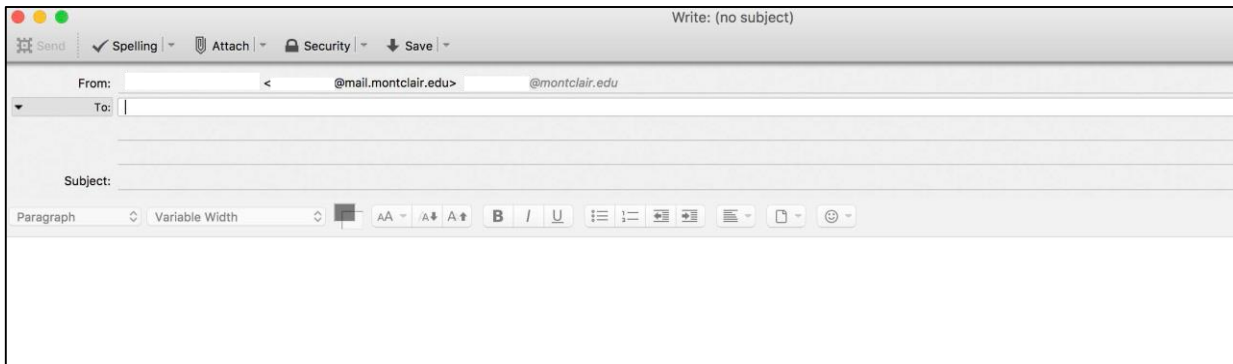 Write: (no subject)
Send Spelling Attach Security Save
From: < @mail.montclair.edu> @montclair.edu
To:
Subject:
Paragraph Variable Width AA A A B I U